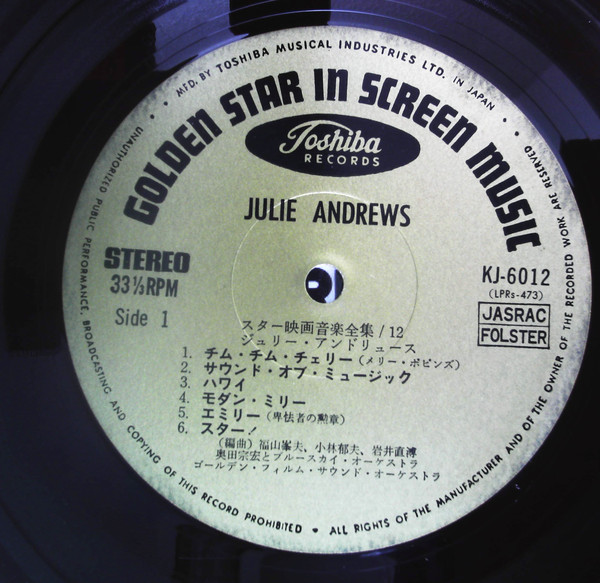 MFD. BY TOSHIBA MUSICAL INDUSTRIES LTD. IN JAPAN
GOLDEN STAR IN SCREEN MUSIC
Toshiba
RECORDS
JULIE ANDREWS
STEREO
33⅓RPM
Side 1
KJ-6012
(LPRs-473)
JASRAC
FOLSTER
スター映画音楽全集/12
ジュリー・アンドリュース
1. チム・チム・チェリー(メリー・ポピンズ)
2. サウンド・オブ・ミュージック
3. ハワイ
4. モダン・ミリー
5. エミリー(卑怯者の勲章)
6. スター!
(編曲)福山峯夫、小林郁夫、岩井直溥
奥田宗宏とブルースカイ・オーケストラ
ゴールデン・フィルム・サウンド・オーケストラ
UNAUTHORIZED PUBLIC PERFORMANCE, BROADCASTING AND COPYING OF THIS RECORD PROHIBITED • ALL RIGHTS OF THE MANUFACTURER AND OF THE OWNER OF THE RECORDED WORK ARE RESERVED